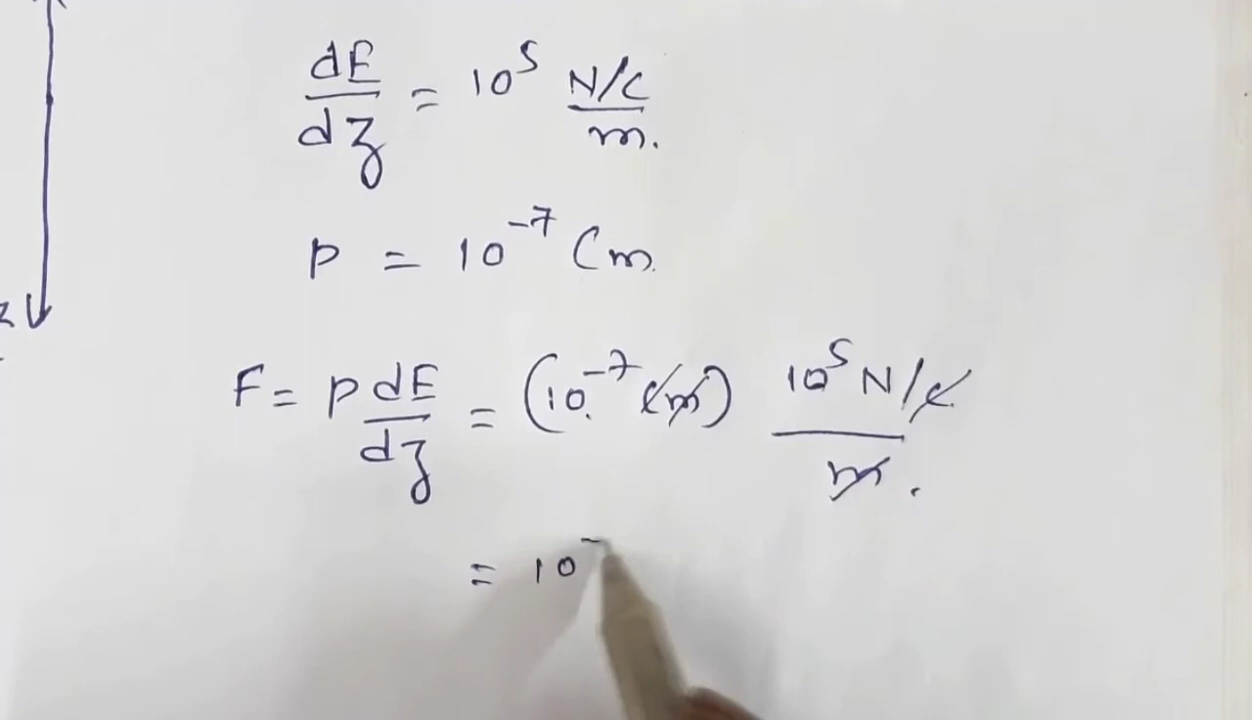 dE/dz = 10^5 N/C/m.
p = 10^-7 Cm.
F = p dE/dz = (10^-7 Cm) 10^5 N/C/m.
= 10^-
z